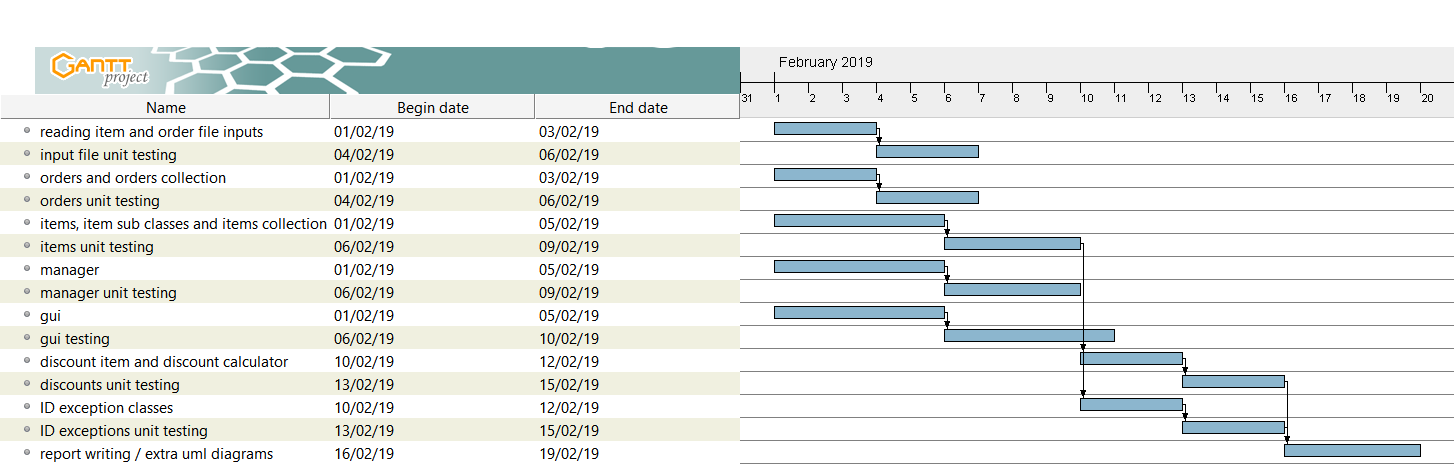 GANTT
project
February 2019
Name Begin date End date
31 1 2 3 4 5 6 7 8 9 10 11 12 13 14 15 16 17 18 19 20
reading item and order file inputs 01/02/19 03/02/19
input file unit testing 04/02/19 06/02/19
orders and orders collection 01/02/19 03/02/19
orders unit testing 04/02/19 06/02/19
items, item sub classes and items collection 01/02/19 05/02/19
items unit testing 06/02/19 09/02/19
manager 01/02/19 05/02/19
manager unit testing 06/02/19 09/02/19
gui 01/02/19 05/02/19
gui testing 06/02/19 10/02/19
discount item and discount calculator 10/02/19 12/02/19
discounts unit testing 13/02/19 15/02/19
ID exception classes 10/02/19 12/02/19
ID exceptions unit testing 13/02/19 15/02/19
report writing / extra uml diagrams 16/02/19 19/02/19